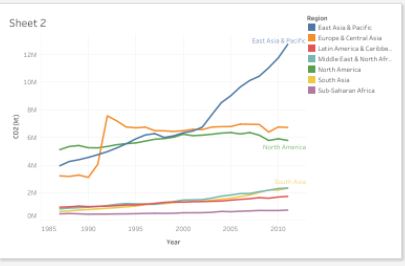 Sheet 2
Region
East Asia & Pacific
Europe & Central Asia
Latin America & Caribbe..
Middle East & North Afr..
North America
South Asia
Sub-Saharan Africa
East Asia & Pacific
North America
South Asia
CO2(kt)
12M
10M
8M
6M
4M
2M
0M
1985
1990
1995
2000
2005
2010
Year